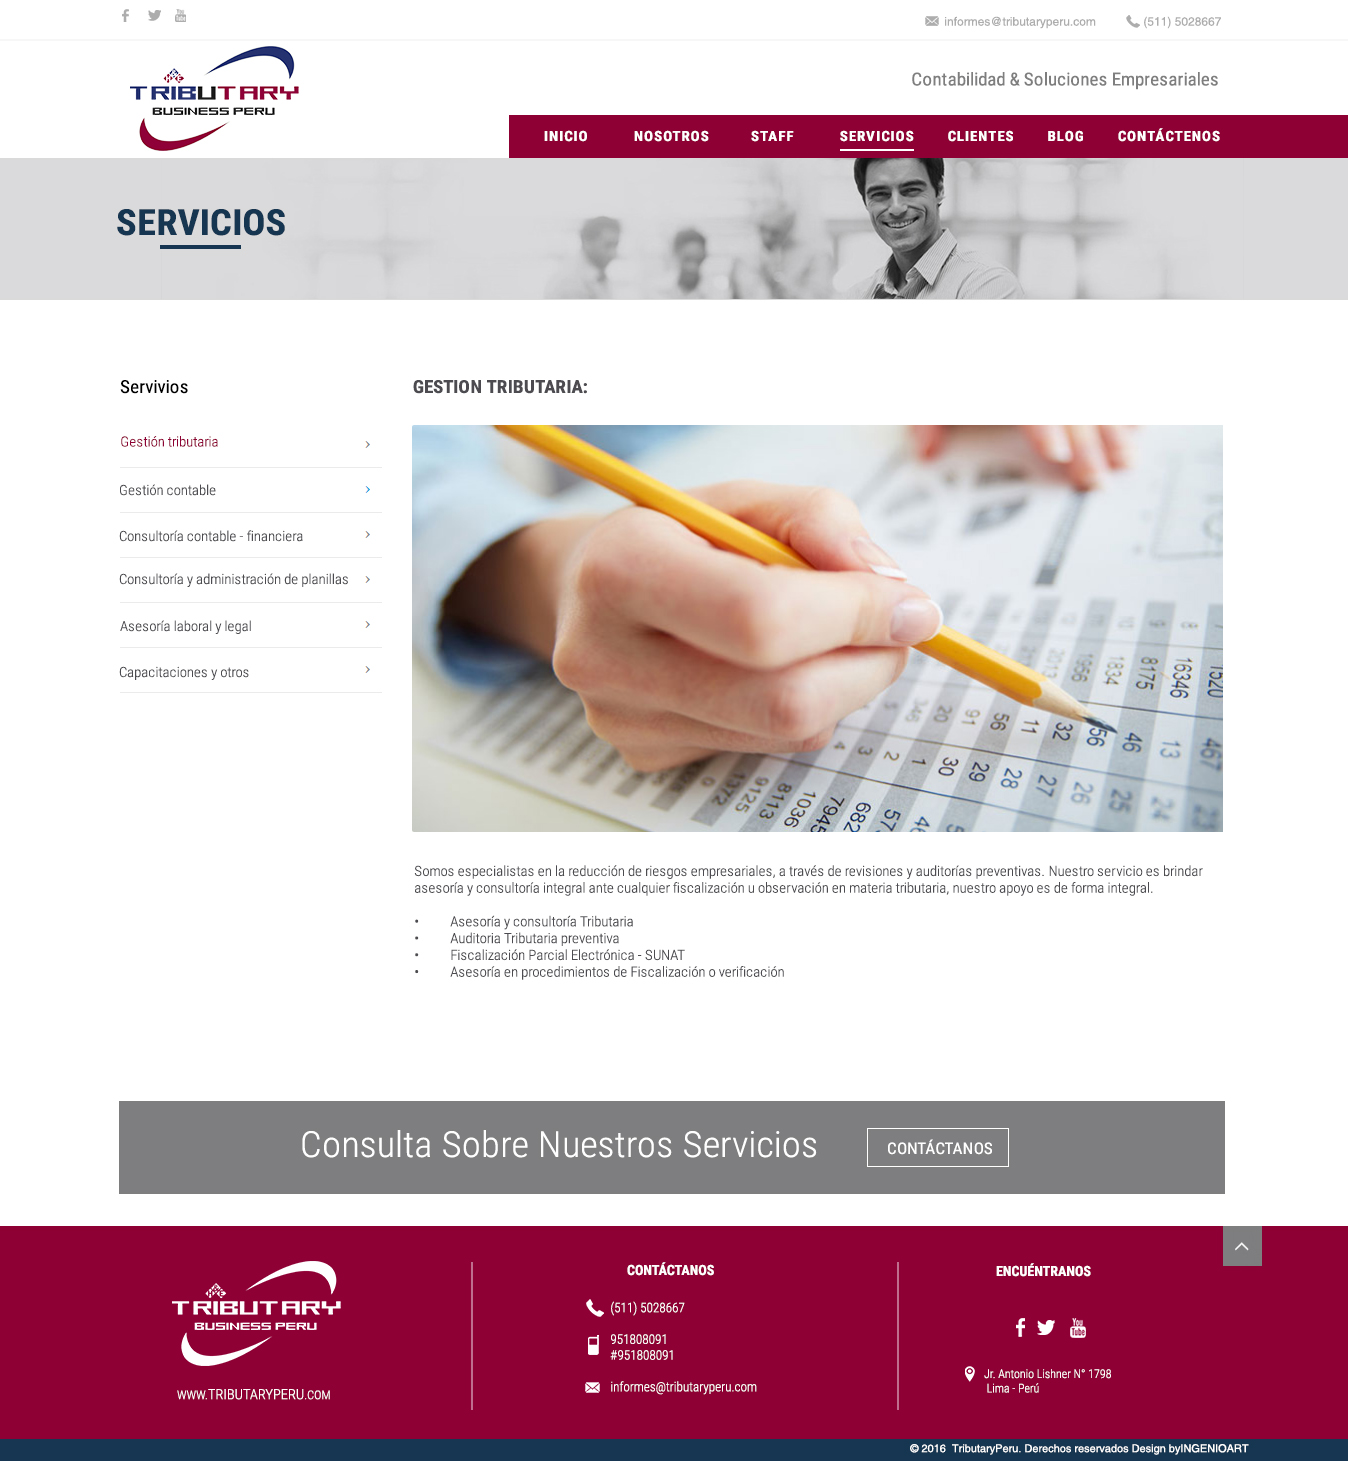 informes@tributaryperu.com (511) 5028667
TRIBUTARY
BUSINESS PERU
Contabilidad & Soluciones Empresariales
INICIO NOSOTROS STAFF SERVICIOS CLIENTES BLOG CONTÁCTENOS
SERVICIOS
Servivios
Gestión tributaria
Gestión contable
Consultoría contable - financiera
Consultoría y administración de planillas
Asesoría laboral y legal
Capacitaciones y otros
GESTION TRIBUTARIA:
Somos especialistas en la reducción de riesgos empresariales, a través de revisiones y auditorías preventivas. Nuestro servicio es brindar
asesoría y consultoría integral ante cualquier fiscalización u observación en materia tributaria, nuestro apoyo es de forma integral.
• Asesoría y consultoría Tributaria
• Auditoria Tributaria preventiva
• Fiscalización Parcial Electrónica - SUNAT
• Asesoría en procedimientos de Fiscalización o verificación
Consulta Sobre Nuestros Servicios
CONTÁCTANOS
TRIBUTARY
BUSINESS PERU
WWW.TRIBUTARYPERU.COM
CONTÁCTANOS
(511) 5028667
951808091
#951808091
informes@tributaryperu.com
ENCUÉNTRANOS
You
Tube
Jr. Antonio Lishner N° 1798
Lima - Perú
© 2016 TributaryPeru. Derechos reservados Design byINGENIOART